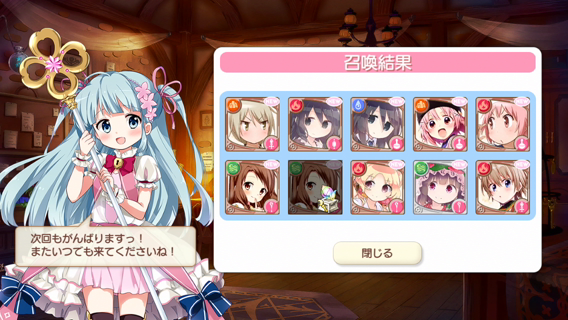 召喚結果
次回もがんばりますっ！
またいつでも来てくださいね！
閉じる